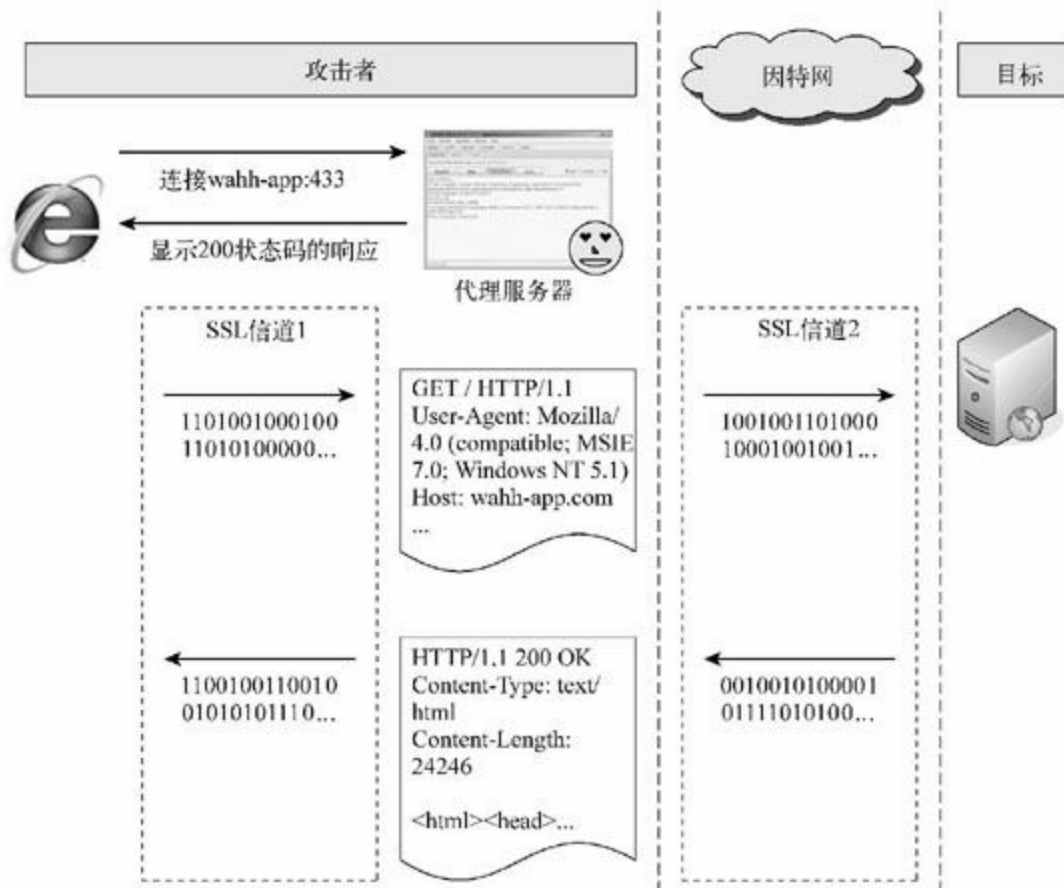 攻击者
因特网
目标
连接wahh-app:433
显示200状态码的响应
代理服务器
SSL信道1
1101001000100
11010100000...
GET / HTTP/1.1
User-Agent: Mozilla/
4.0 (compatible; MSIE
7.0; Windows NT 5.1)
Host: wahh-app.com
...
SSL信道2
1001001101000
10001001001...
1100100110010
01010101110...
HTTP/1.1 200 OK
Content-Type: text/
html
Content-Length:
24246
<html><head>...
0010010100001
01111010100...